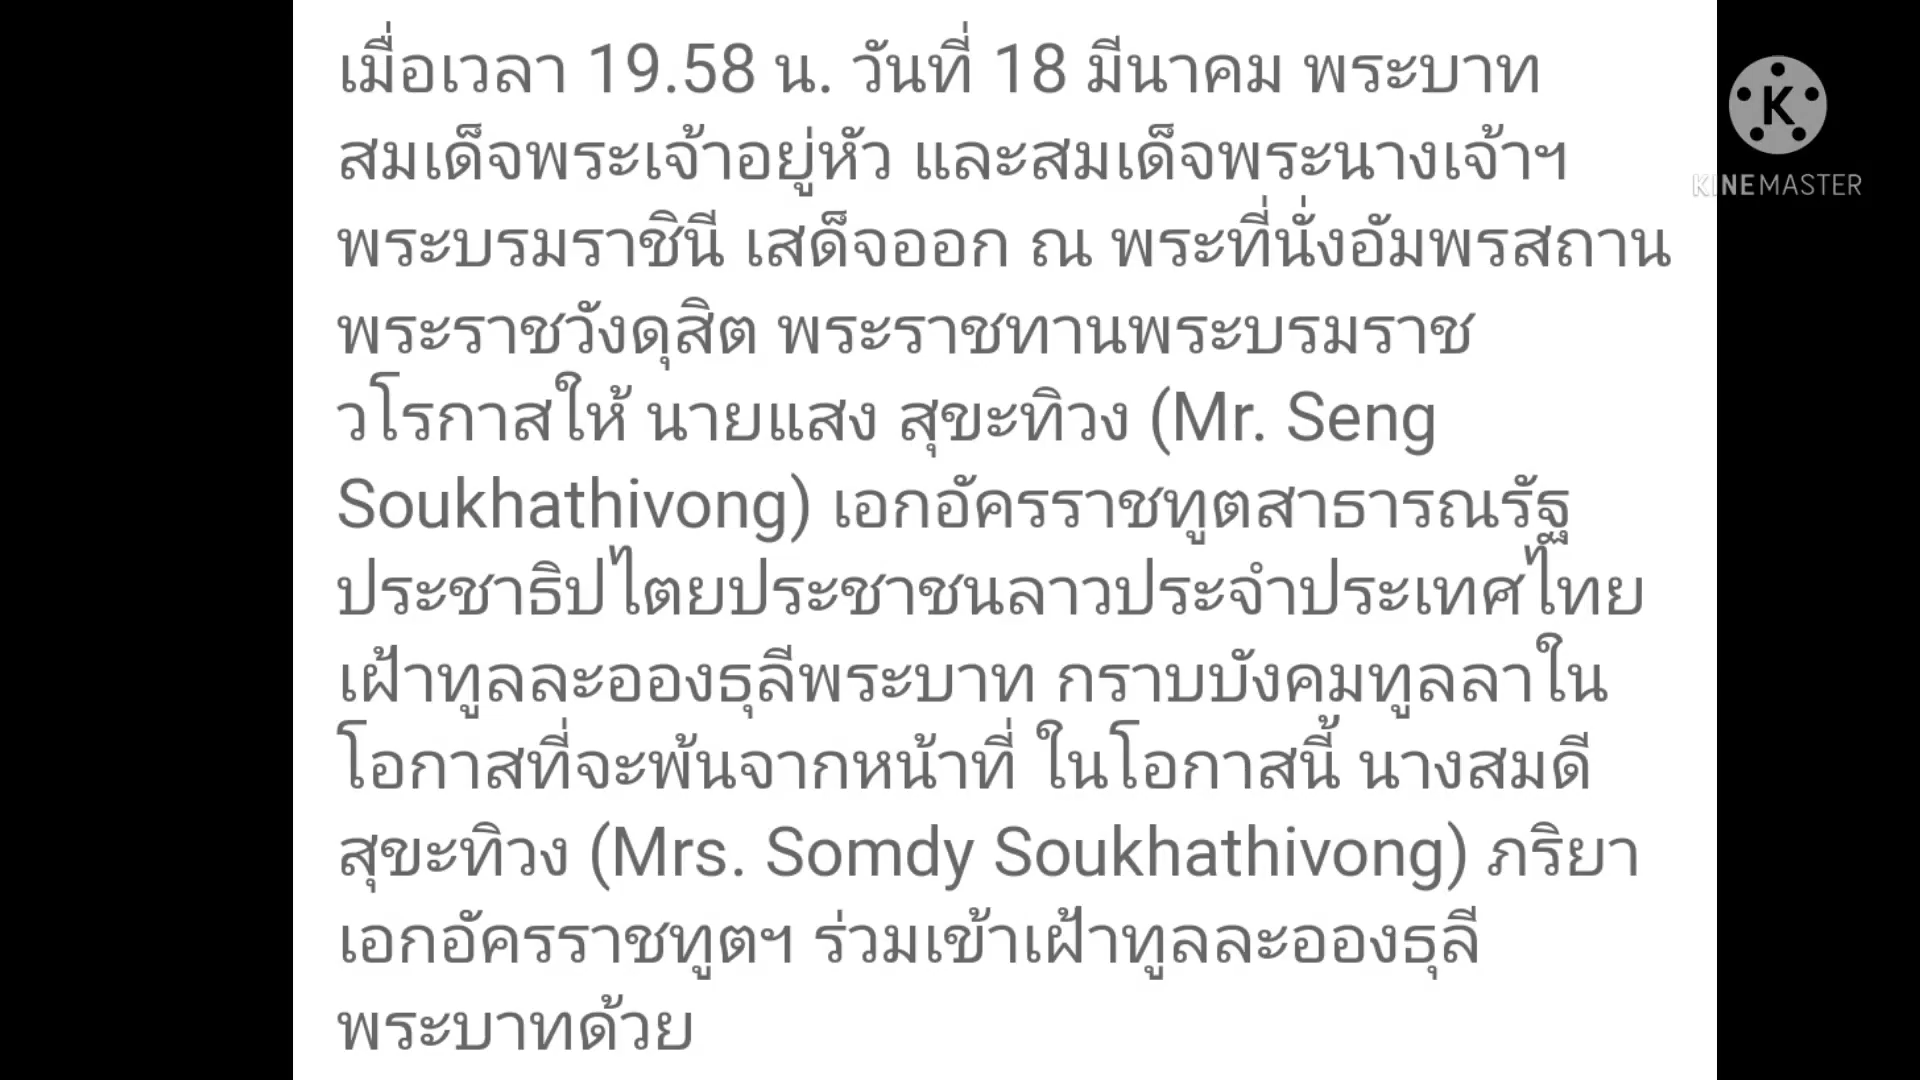 เมื่อเวลา 19.58 น. วันที่ 18 มีนาคม พระบาท
สมเด็จพระเจ้าอยู่หัว และสมเด็จพระนางเจ้าฯ
พระบรมราชินี เสด็จออก ณ พระที่นั่งอัมพรสถาน
พระราชวังดุสิต พระราชทานพระบรมราช
วโรกาสให้ นายแสง สุขะทิวง (Mr. Seng
Soukhathivong) เอกอัครราชทูตสาธารณรัฐ
ประชาธิปไตยประชาชนลาวประจำประเทศไทย
เฝ้าทูลละอองธุลีพระบาท กราบบังคมทูลลาใน
โอกาสที่จะพ้นจากหน้าที่ ในโอกาสนี้ นางสมดี
สุขะทิวง (Mrs. Somdy Soukhathivong) ภริยา
เอกอัครราชทูตฯ ร่วมเข้าเฝ้าทูลละอองธุลี
พระบาทด้วย
K
KINEMASTER